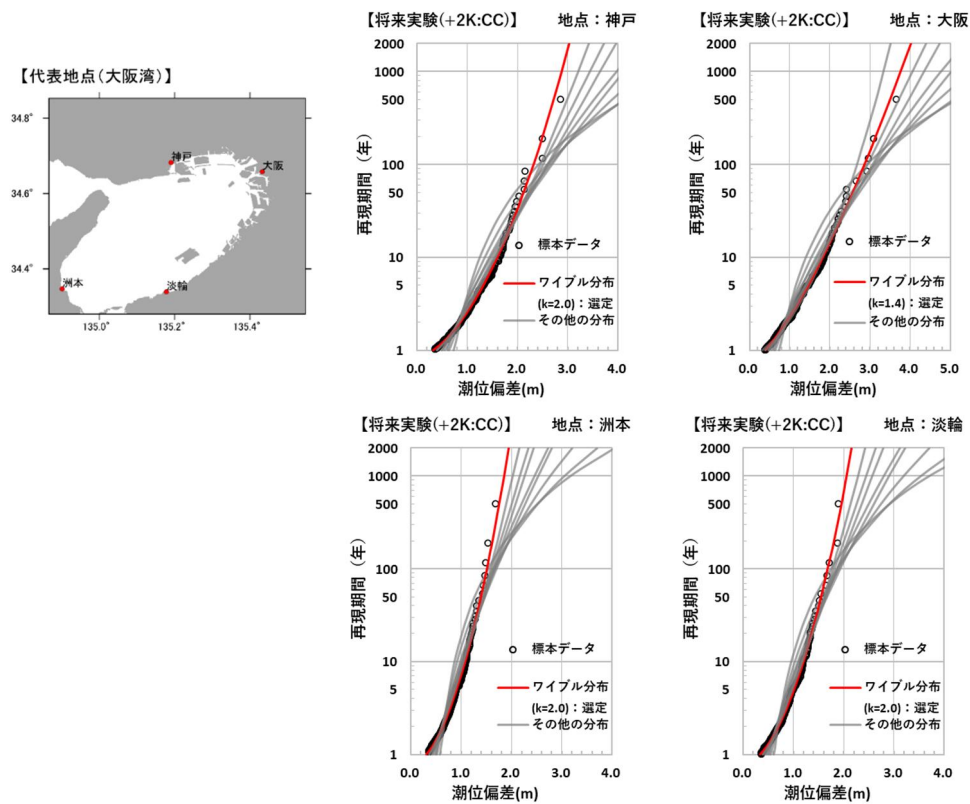 【代表地点(大阪湾)】
34.8
34.6°
34.4°
135.0°
135.2°
135.4°
神戸
大阪
洲本
淡輪
【将来実験(+2K:CC)】 地点：神戸
再現期間（年）
2000
1000
500
100
50
10
5
1
標本データ
ワイブル分布
(k=2.0)：選定
その他の分布
0.0 1.0 2.0 3.0 4.0
潮位偏差(m)
【将来実験(+2K:CC)】 地点：大阪
再現期間（年）
2000
1000
500
100
50
10
5
1
標本データ
ワイブル分布
(k=1.4)：選定
その他の分布
0.0 1.0 2.0 3.0 4.0 5.0
潮位偏差(m)
【将来実験(+2K:CC)】 地点：洲本
再現期間（年）
2000
1000
500
100
50
10
5
1
標本データ
ワイブル分布
(k=2.0)：選定
その他の分布
0.0 1.0 2.0 3.0 4.0
潮位偏差(m)
【将来実験(+2K:CC)】 地点：淡輪
再現期間（年）
2000
1000
500
100
50
10
5
1
標本データ
ワイブル分布
(k=2.0)：選定
その他の分布
0.0 1.0 2.0 3.0 4.0
潮位偏差(m)